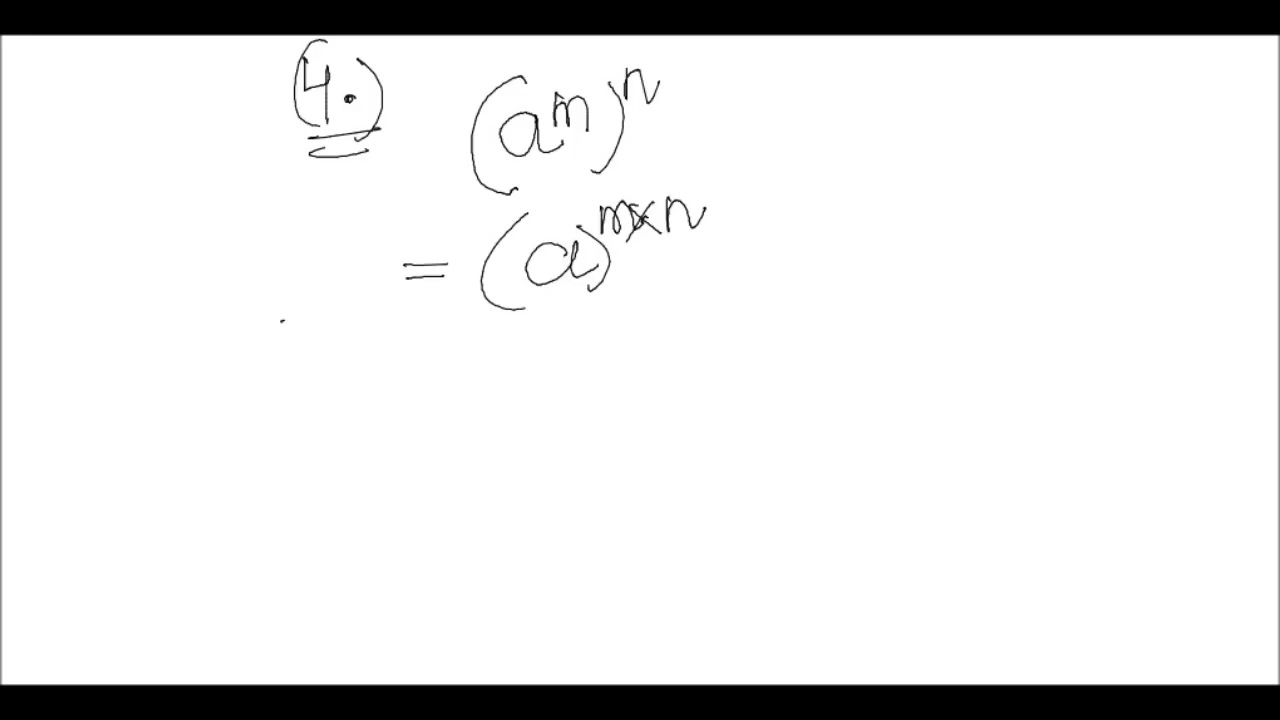 (4.) (a^m)^n
= (a)^{m×n}